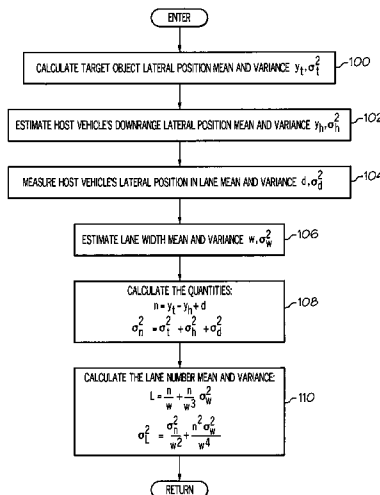 ENTER
CALCULATE TARGET OBJECT LATERAL POSITION MEAN AND VARIANCE y_t, σ_t^2
100
ESTIMATE HOST VEHICLE'S DOWNRANGE LATERAL POSITION MEAN AND VARIANCE y_h, σ_h^2
102
MEASURE HOST VEHICLE'S LATERAL POSITION IN LANE MEAN AND VARIANCE d, σ_d^2
104
ESTIMATE LANE WIDTH MEAN AND VARIANCE w, σ_w^2
106
CALCULATE THE QUANTITIES:
n = y_t - y_h + d
σ_n^2 = σ_t^2 + σ_h^2 + σ_d^2
108
CALCULATE THE LANE NUMBER MEAN AND VARIANCE:
L = n/w + n/w^3 σ_w^2
σ_L^2 = σ_n^2/w^2 + n^2 σ_w^2/w^4
110
RETURN